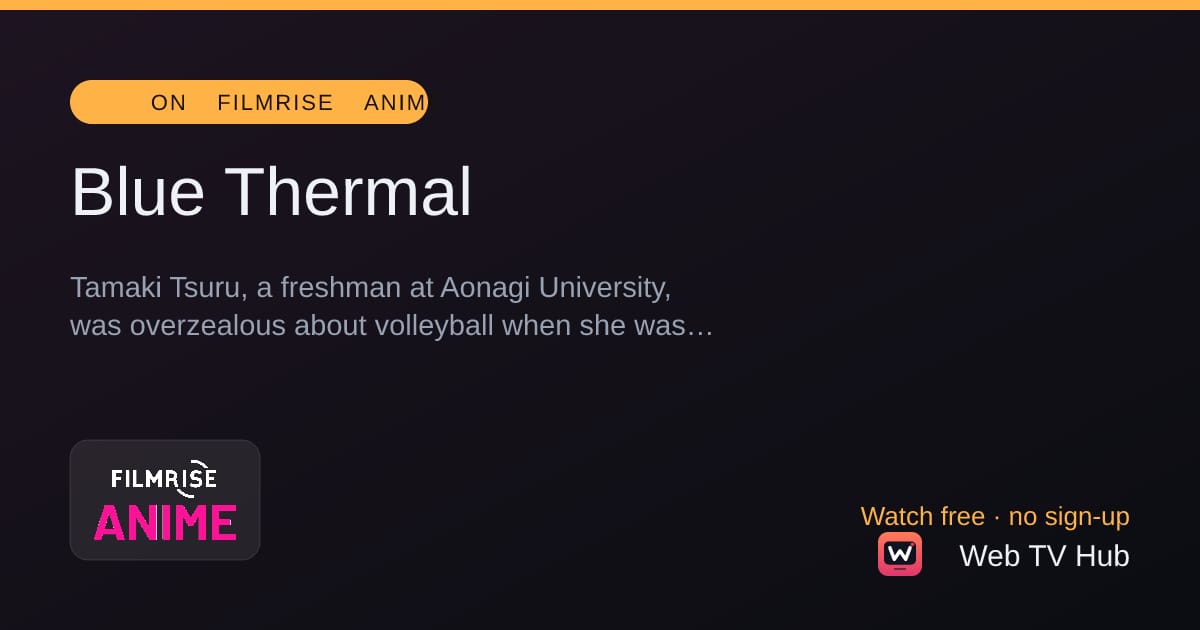 ON FILMRISE ANIM
Blue Thermal
Tamaki Tsuru, a freshman at Aonagi University,
was overzealous about volleyball when she was…
FILMRISE
ANIME
Watch free · no sign-up
W
Web TV Hub